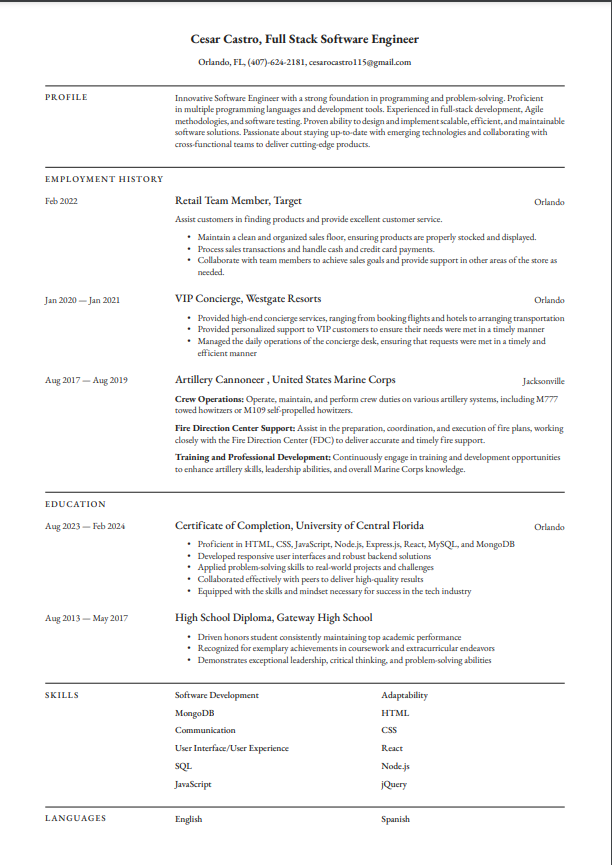 Cesar Castro, Full Stack Software Engineer
Orlando, FL, (407)-624-2181, cesarocastro115@gmail.com
PROFILE
Innovative Software Engineer with a strong foundation in programming and problem-solving. Proficient
in multiple programming languages and development tools. Experienced in full-stack development, Agile
methodologies, and software testing. Proven ability to design and implement scalable, efficient, and maintainable
software solutions. Passionate about staying up-to-date with emerging technologies and collaborating with
cross-functional teams to deliver cutting-edge products.
EMPLOYMENT HISTORY
Feb 2022 Retail Team Member, Target Orlando
Assist customers in finding products and provide excellent customer service.
• Maintain a clean and organized sales floor, ensuring products are properly stocked and displayed.
• Process sales transactions and handle cash and credit card payments.
• Collaborate with team members to achieve sales goals and provide support in other areas of the store as
needed.
Jan 2020 — Jan 2021 VIP Concierge, Westgate Resorts Orlando
• Provided high-end concierge services, ranging from booking flights and hotels to arranging transportation
• Provided personalized support to VIP customers to ensure their needs were met in a timely manner
• Managed the daily operations of the concierge desk, ensuring that requests were met in a timely and
efficient manner
Aug 2017 — Aug 2019 Artillery Cannoneer , United States Marine Corps Jacksonville
Crew Operations: Operate, maintain, and perform crew duties on various artillery systems, including M777
towed howitzers or M109 self-propelled howitzers.
Fire Direction Center Support: Assist in the preparation, coordination, and execution of fire plans, working
closely with the Fire Direction Center (FDC) to deliver accurate and timely fire support.
Training and Professional Development: Continuously engage in training and development opportunities
to enhance artillery skills, leadership abilities, and overall Marine Corps knowledge.
EDUCATION
Aug 2023 — Feb 2024 Certificate of Completion, University of Central Florida Orlando
• Proficient in HTML, CSS, JavaScript, Node.js, Express.js, React, MySQL, and MongoDB
• Developed responsive user interfaces and robust backend solutions
• Applied problem-solving skills to real-world projects and challenges
• Collaborated effectively with peers to deliver high-quality results
• Equipped with the skills and mindset necessary for success in the tech industry
Aug 2013 — May 2017 High School Diploma, Gateway High School
• Driven honors student consistently maintaining top academic performance
• Recognized for exemplary achievements in coursework and extracurricular endeavors
• Demonstrates exceptional leadership, critical thinking, and problem-solving abilities
SKILLS Software Development Adaptability
MongoDB HTML
Communication CSS
User Interface/User Experience React
SQL Node.js
JavaScript jQuery
LANGUAGES English Spanish